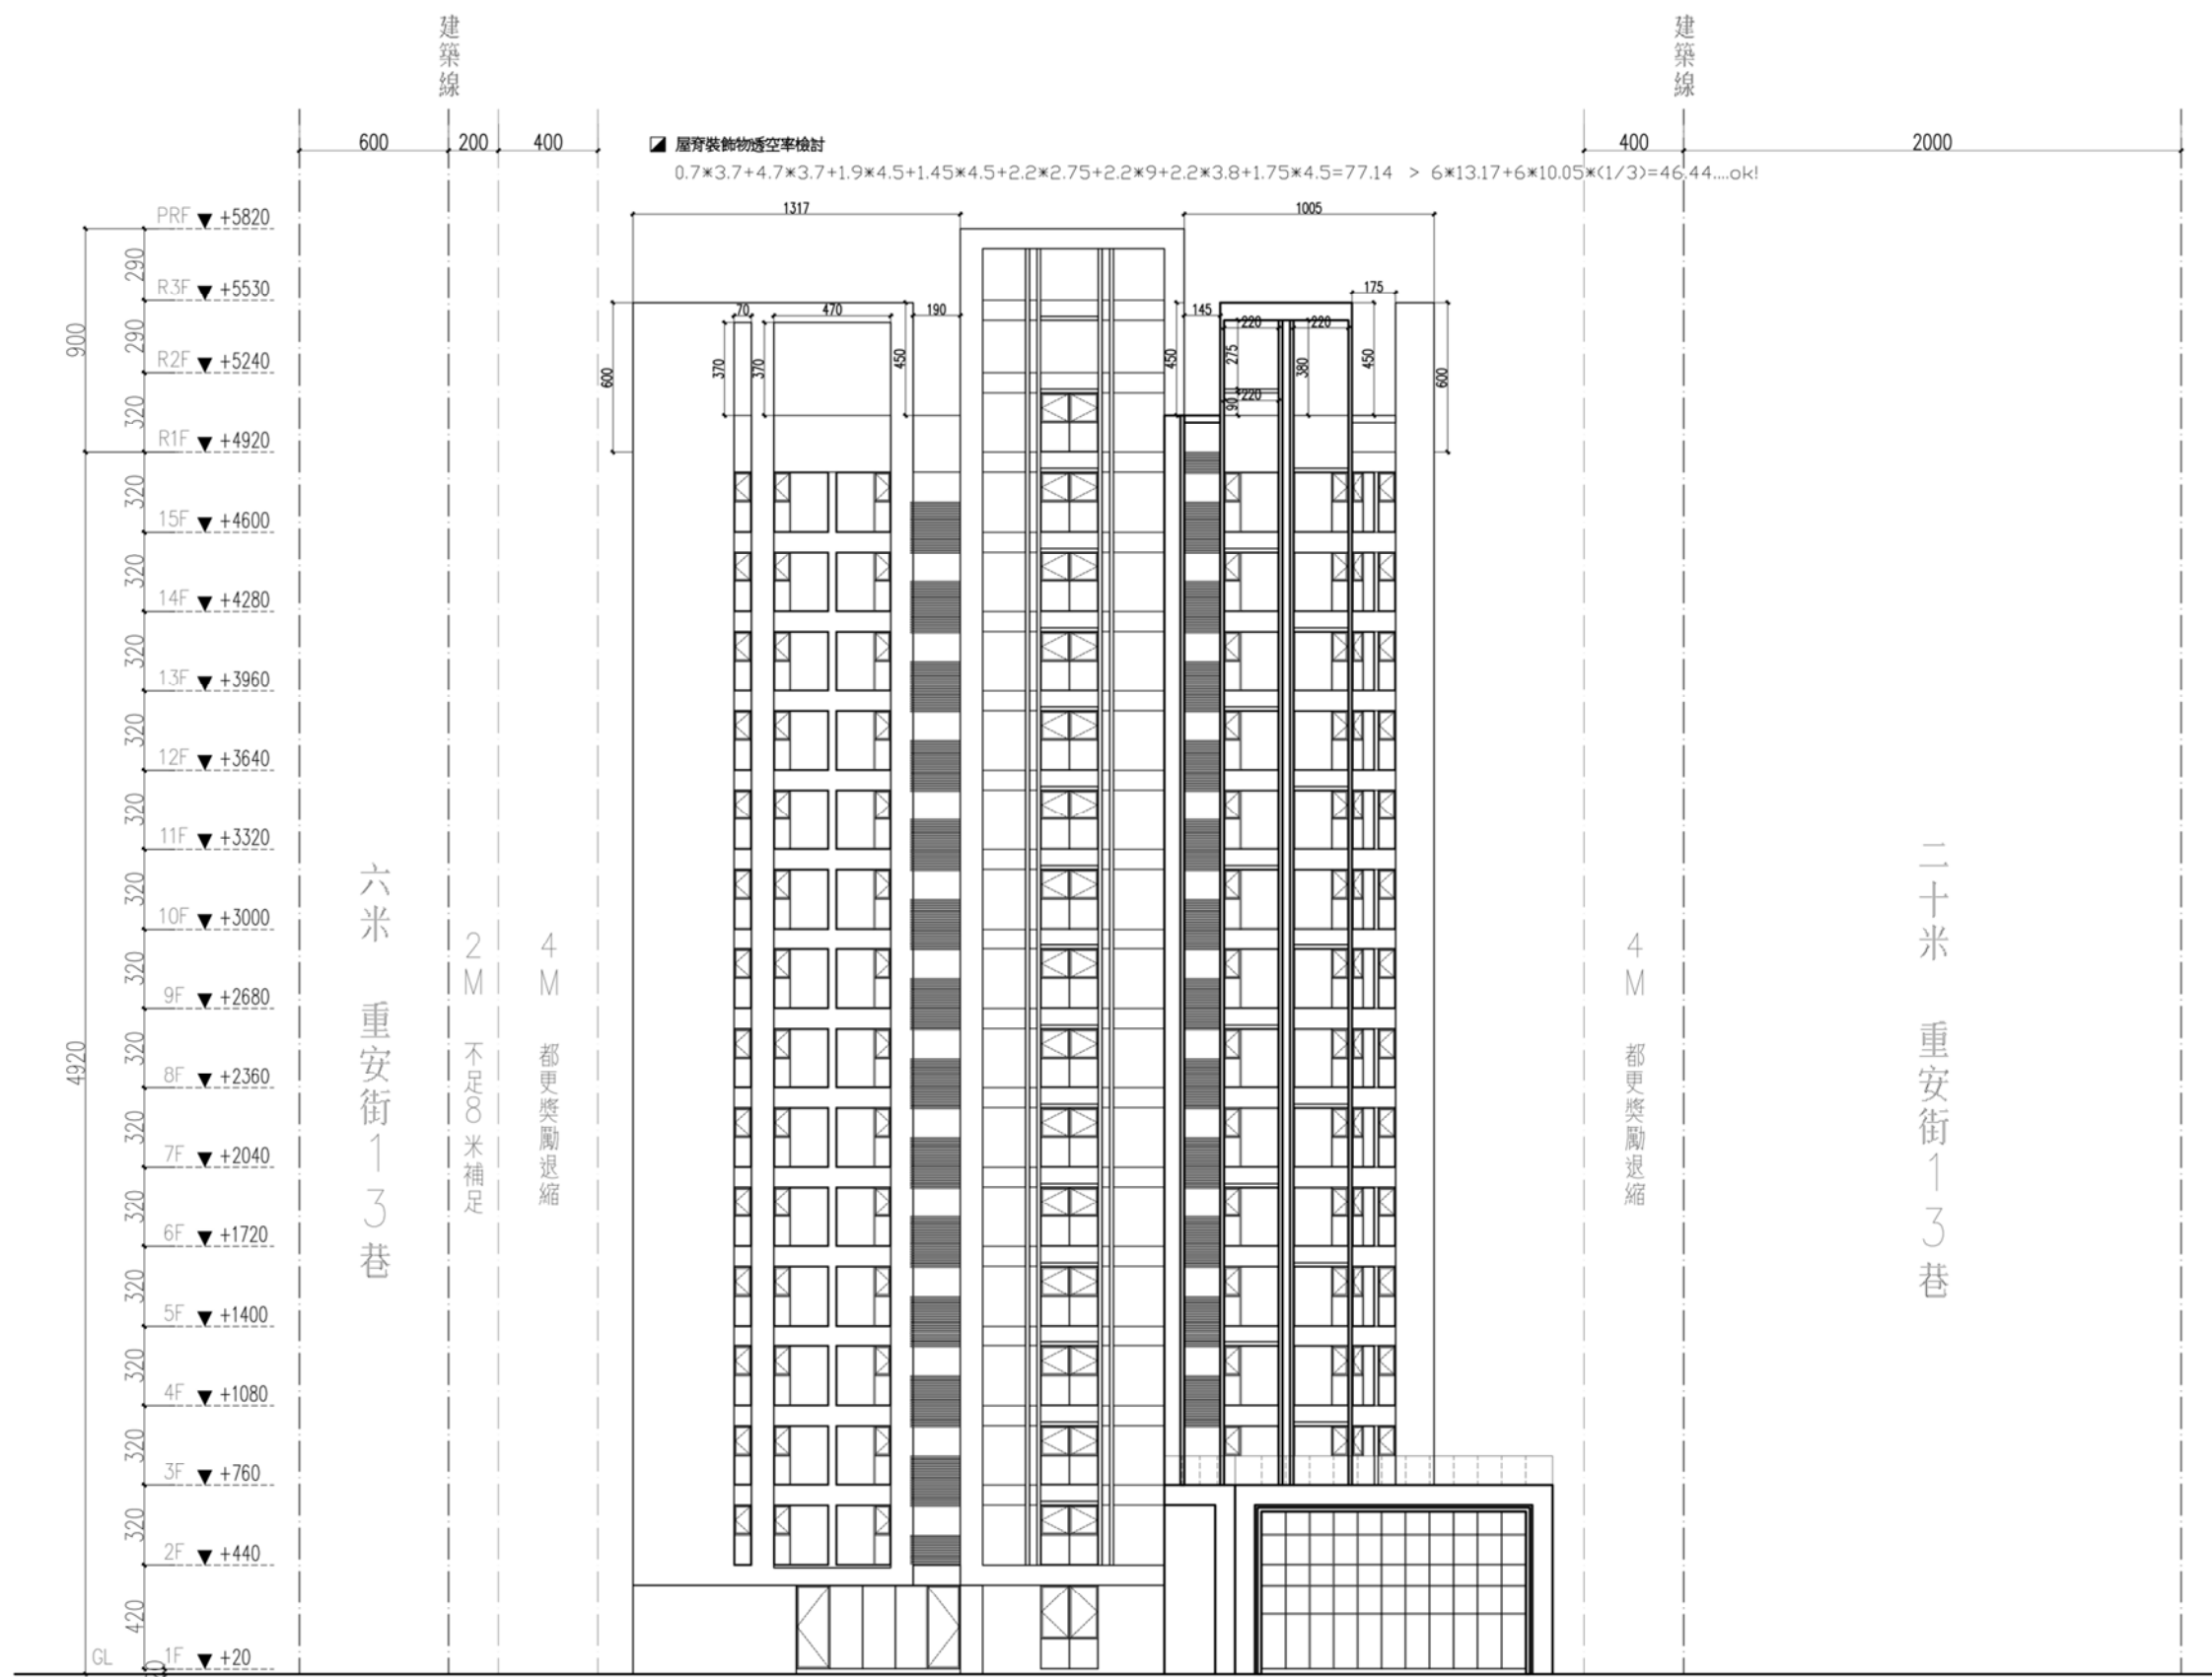 建築線
建築線
600
200
400
400
2000
屋脊裝飾物透空率檢討
0.7*3.7+4.7*3.7+1.9*4.5+1.45*4.5+2.2*2.75+2.2*9+2.2*3.8+1.75*4.5=77.14 > 6*13.17+6*10.05*(1/3)=46.44....ok!
1317
1005
PRF ▼ +5820
290
R3F ▼ +5530
290
R2F ▼ +5240
320
R1F ▼ +4920
320
15F ▼ +4600
320
14F ▼ +4280
320
13F ▼ +3960
320
12F ▼ +3640
320
11F ▼ +3320
320
10F ▼ +3000
320
9F ▼ +2680
320
8F ▼ +2360
320
7F ▼ +2040
320
6F ▼ +1720
320
5F ▼ +1400
320
4F ▼ +1080
320
3F ▼ +760
320
2F ▼ +440
420
GL 1F ▼ +20
900
4920
600
70
370
470
370
450
190
450
145
220
220
275
220
90
380
175
450
600
六米 重安街13巷
2M 不足8米補足
4M 都更獎勵退縮
4M 都更獎勵退縮
二十米 重安街13巷